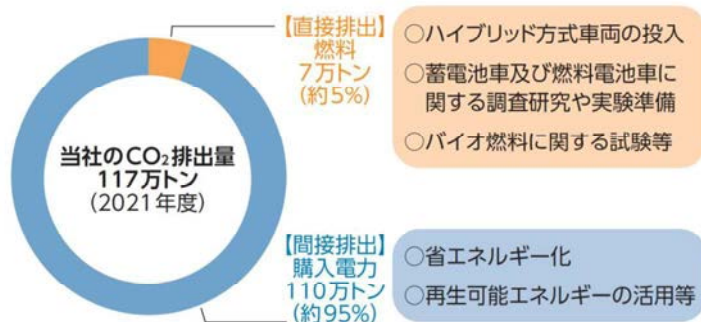 当社のCO₂排出量
117万トン
(2021年度)
【直接排出】
燃料
7万トン
(約5%)
○ハイブリッド方式車両の投入
○蓄電池車及び燃料電池車に
関する調査研究や実験準備
○バイオ燃料に関する試験等
【間接排出】
購入電力
110万トン
(約95%)
○省エネルギー化
○再生可能エネルギーの活用等